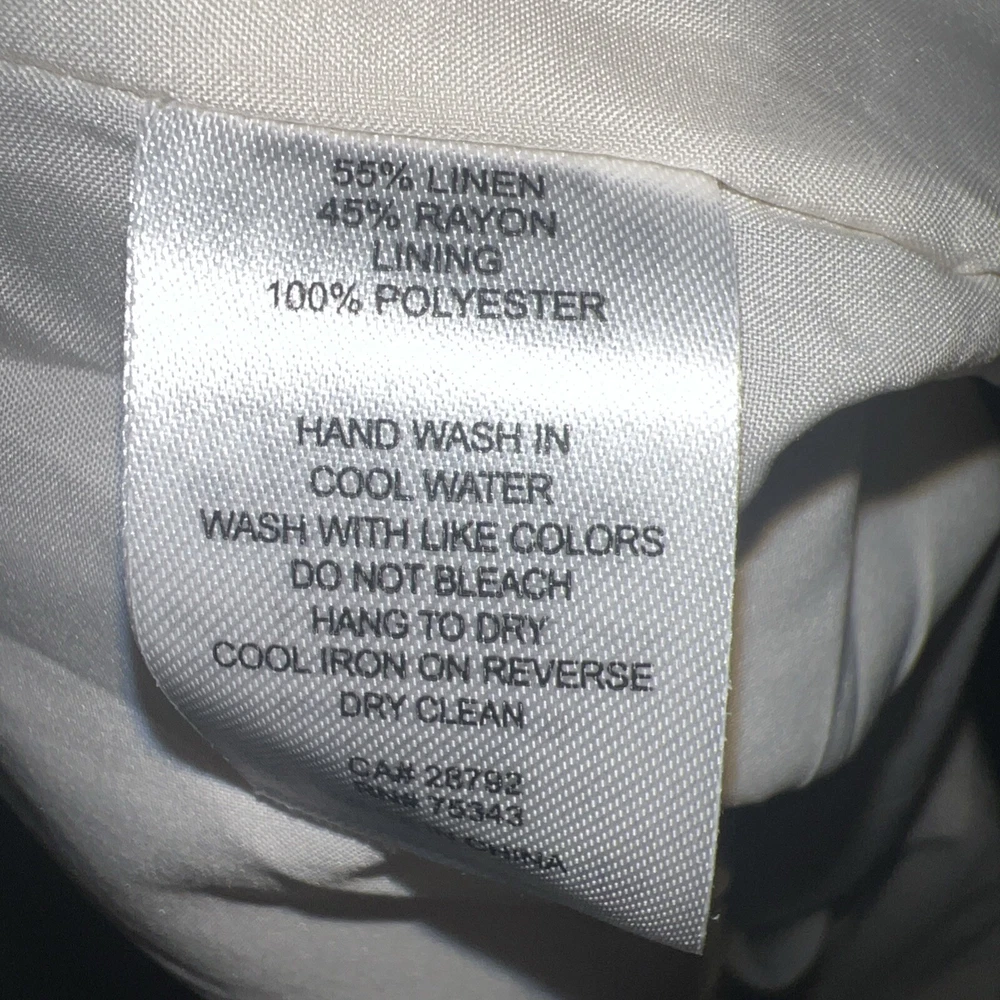 55% LINEN
45% RAYON
LINING
100% POLYESTER
HAND WASH IN
COOL WATER
WASH WITH LIKE COLORS
DO NOT BLEACH
HANG TO DRY
COOL IRON ON REVERSE
DRY CLEAN
CA# 28792
75343
CHINA